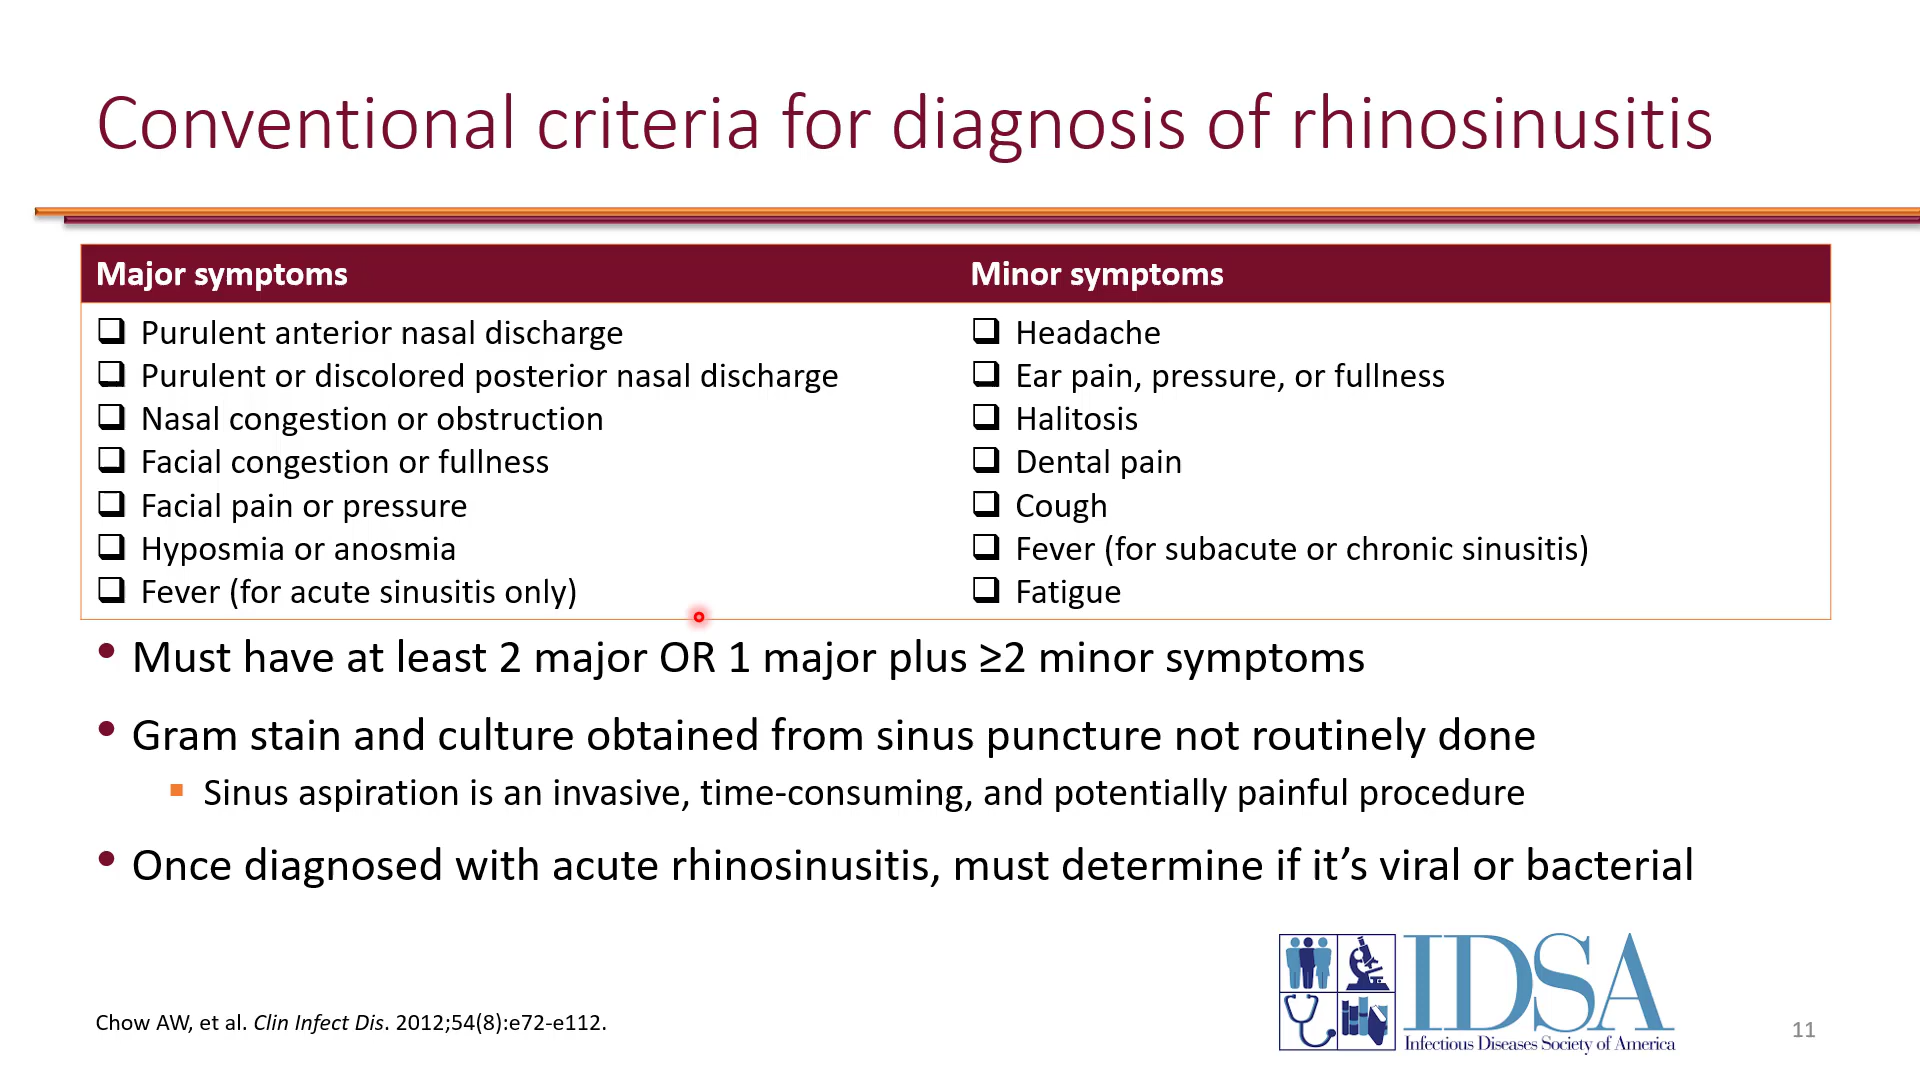 Conventional criteria for diagnosis of rhinosinusitis
Major symptoms
Minor symptoms
Purulent anterior nasal discharge
Purulent or discolored posterior nasal discharge
Nasal congestion or obstruction
Facial congestion or fullness
Facial pain or pressure
Hyposmia or anosmia
Fever (for acute sinusitis only)
Headache
Ear pain, pressure, or fullness
Halitosis
Dental pain
Cough
Fever (for subacute or chronic sinusitis)
Fatigue
• Must have at least 2 major OR 1 major plus ≥2 minor symptoms
• Gram stain and culture obtained from sinus puncture not routinely done
▪ Sinus aspiration is an invasive, time-consuming, and potentially painful procedure
• Once diagnosed with acute rhinosinusitis, must determine if it’s viral or bacterial
IDSA
Infectious Diseases Society of America
Chow AW, et al. Clin Infect Dis. 2012;54(8):e72-e112.
11